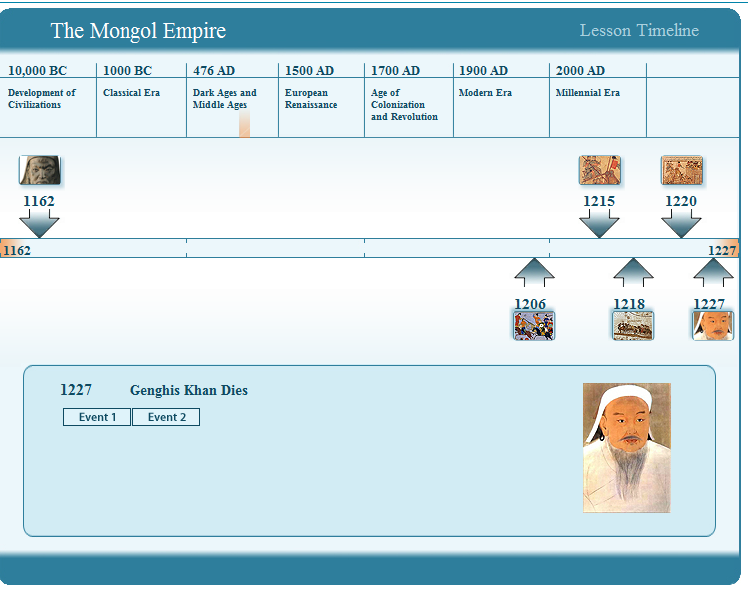 The Mongol Empire
Lesson Timeline
10,000 BC
1000 BC
476 AD
1500 AD
1700 AD
1900 AD
2000 AD
Development of
Civilizations
Classical Era
Dark Ages and
Middle Ages
European
Renaissance
Age of
Colonization
and Revolution
Modern Era
Millennial Era
1162
1215
1220
1162
1227
1206
1218
1227
1227
Genghis Khan Dies
Event 1
Event 2